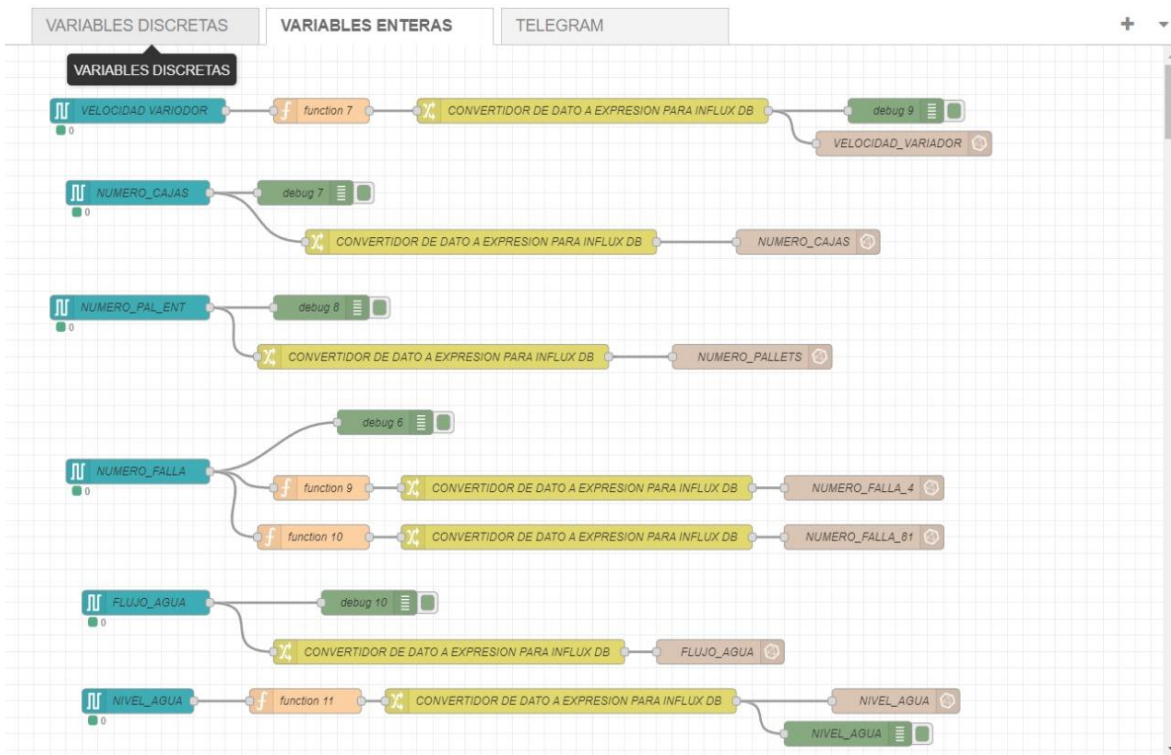 VARIABLES DISCRETAS VARIABLES ENTERAS TELEGRAM
VARIABLES DISCRETAS
VELOCIDAD VARIODOR function 7 CONVERTIDOR DE DATO A EXPRESION PARA INFLUX DB debug 9
0
VELOCIDAD_VARIADOR
NUMERO_CAJAS debug 7
0
CONVERTIDOR DE DATO A EXPRESION PARA INFLUX DB NUMERO_CAJAS
NUMERO_PAL_ENT debug 8
0
CONVERTIDOR DE DATO A EXPRESION PARA INFLUX DB NUMERO_PALLETS
debug 6
NUMERO_FALLA
0
function 9 CONVERTIDOR DE DATO A EXPRESION PARA INFLUX DB NUMERO_FALLA_4
function 10 CONVERTIDOR DE DATO A EXPRESION PARA INFLUX DB NUMERO_FALLA_81
FLUJO_AGUA debug 10
0
CONVERTIDOR DE DATO A EXPRESION PARA INFLUX DB FLUJO_AGUA
NIVEL_AGUA function 11 CONVERTIDOR DE DATO A EXPRESION PARA INFLUX DB NIVEL_AGUA
0
NIVEL_AGUA